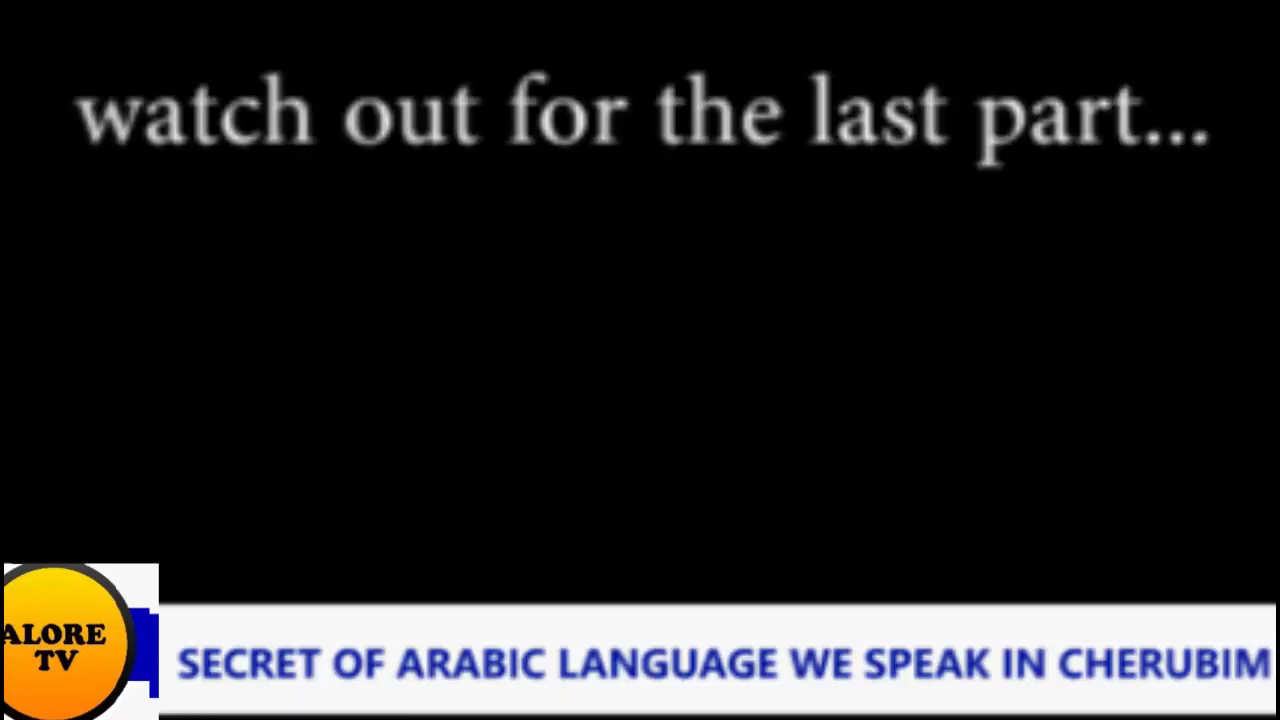 watch out for the last part...
ALORE
TV
SECRET OF ARABIC LANGUAGE WE SPEAK IN CHERUBIM